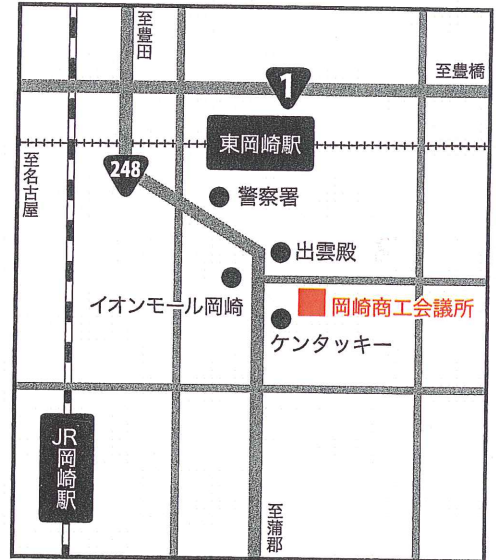 至豊田
至豊橋
1
東岡崎駅
至名古屋
248
警察署
出雲殿
イオンモール岡崎
岡崎商工会議所
ケンタッキー
JR岡崎駅
至蒲郡